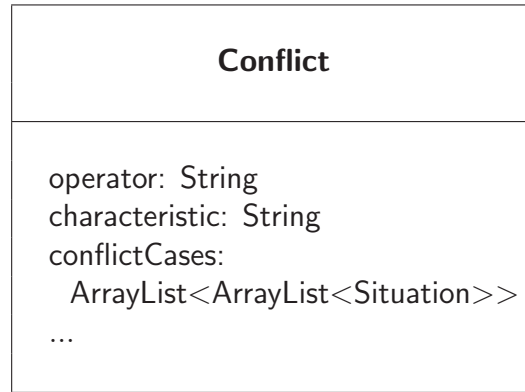 Conflict
operator: String
characteristic: String
conflictCases:
ArrayList<ArrayList<Situation>>
...